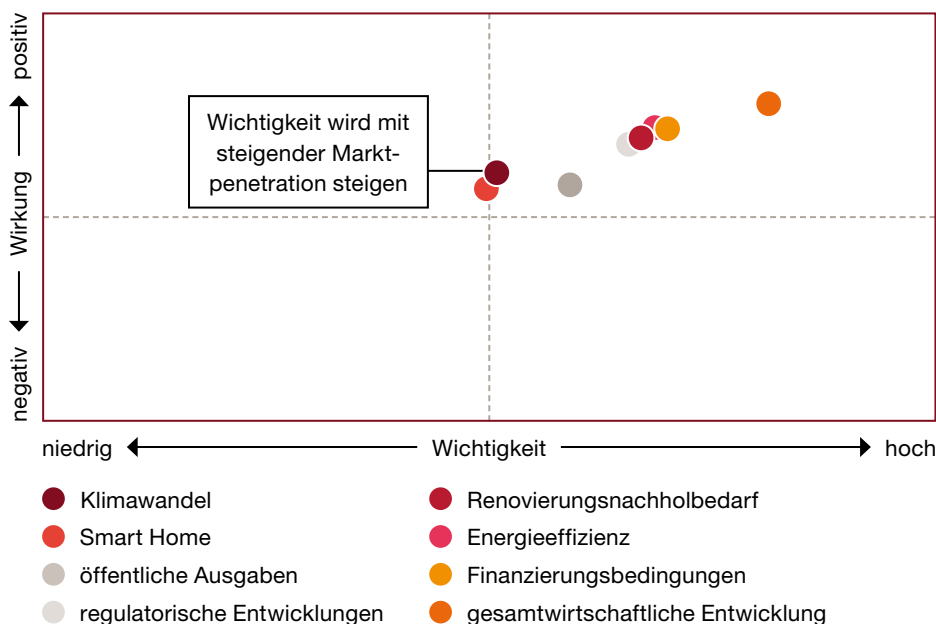 positiv
Wirkung
negativ
Wichtigkeit wird mit
steigender Markt-
penetration steigen
niedrig
Wichtigkeit
hoch
Klimawandel
Smart Home
öffentliche Ausgaben
regulatorische Entwicklungen
Renovierungsnachholbedarf
Energieeffizienz
Finanzierungsbedingungen
gesamtwirtschaftliche Entwicklung